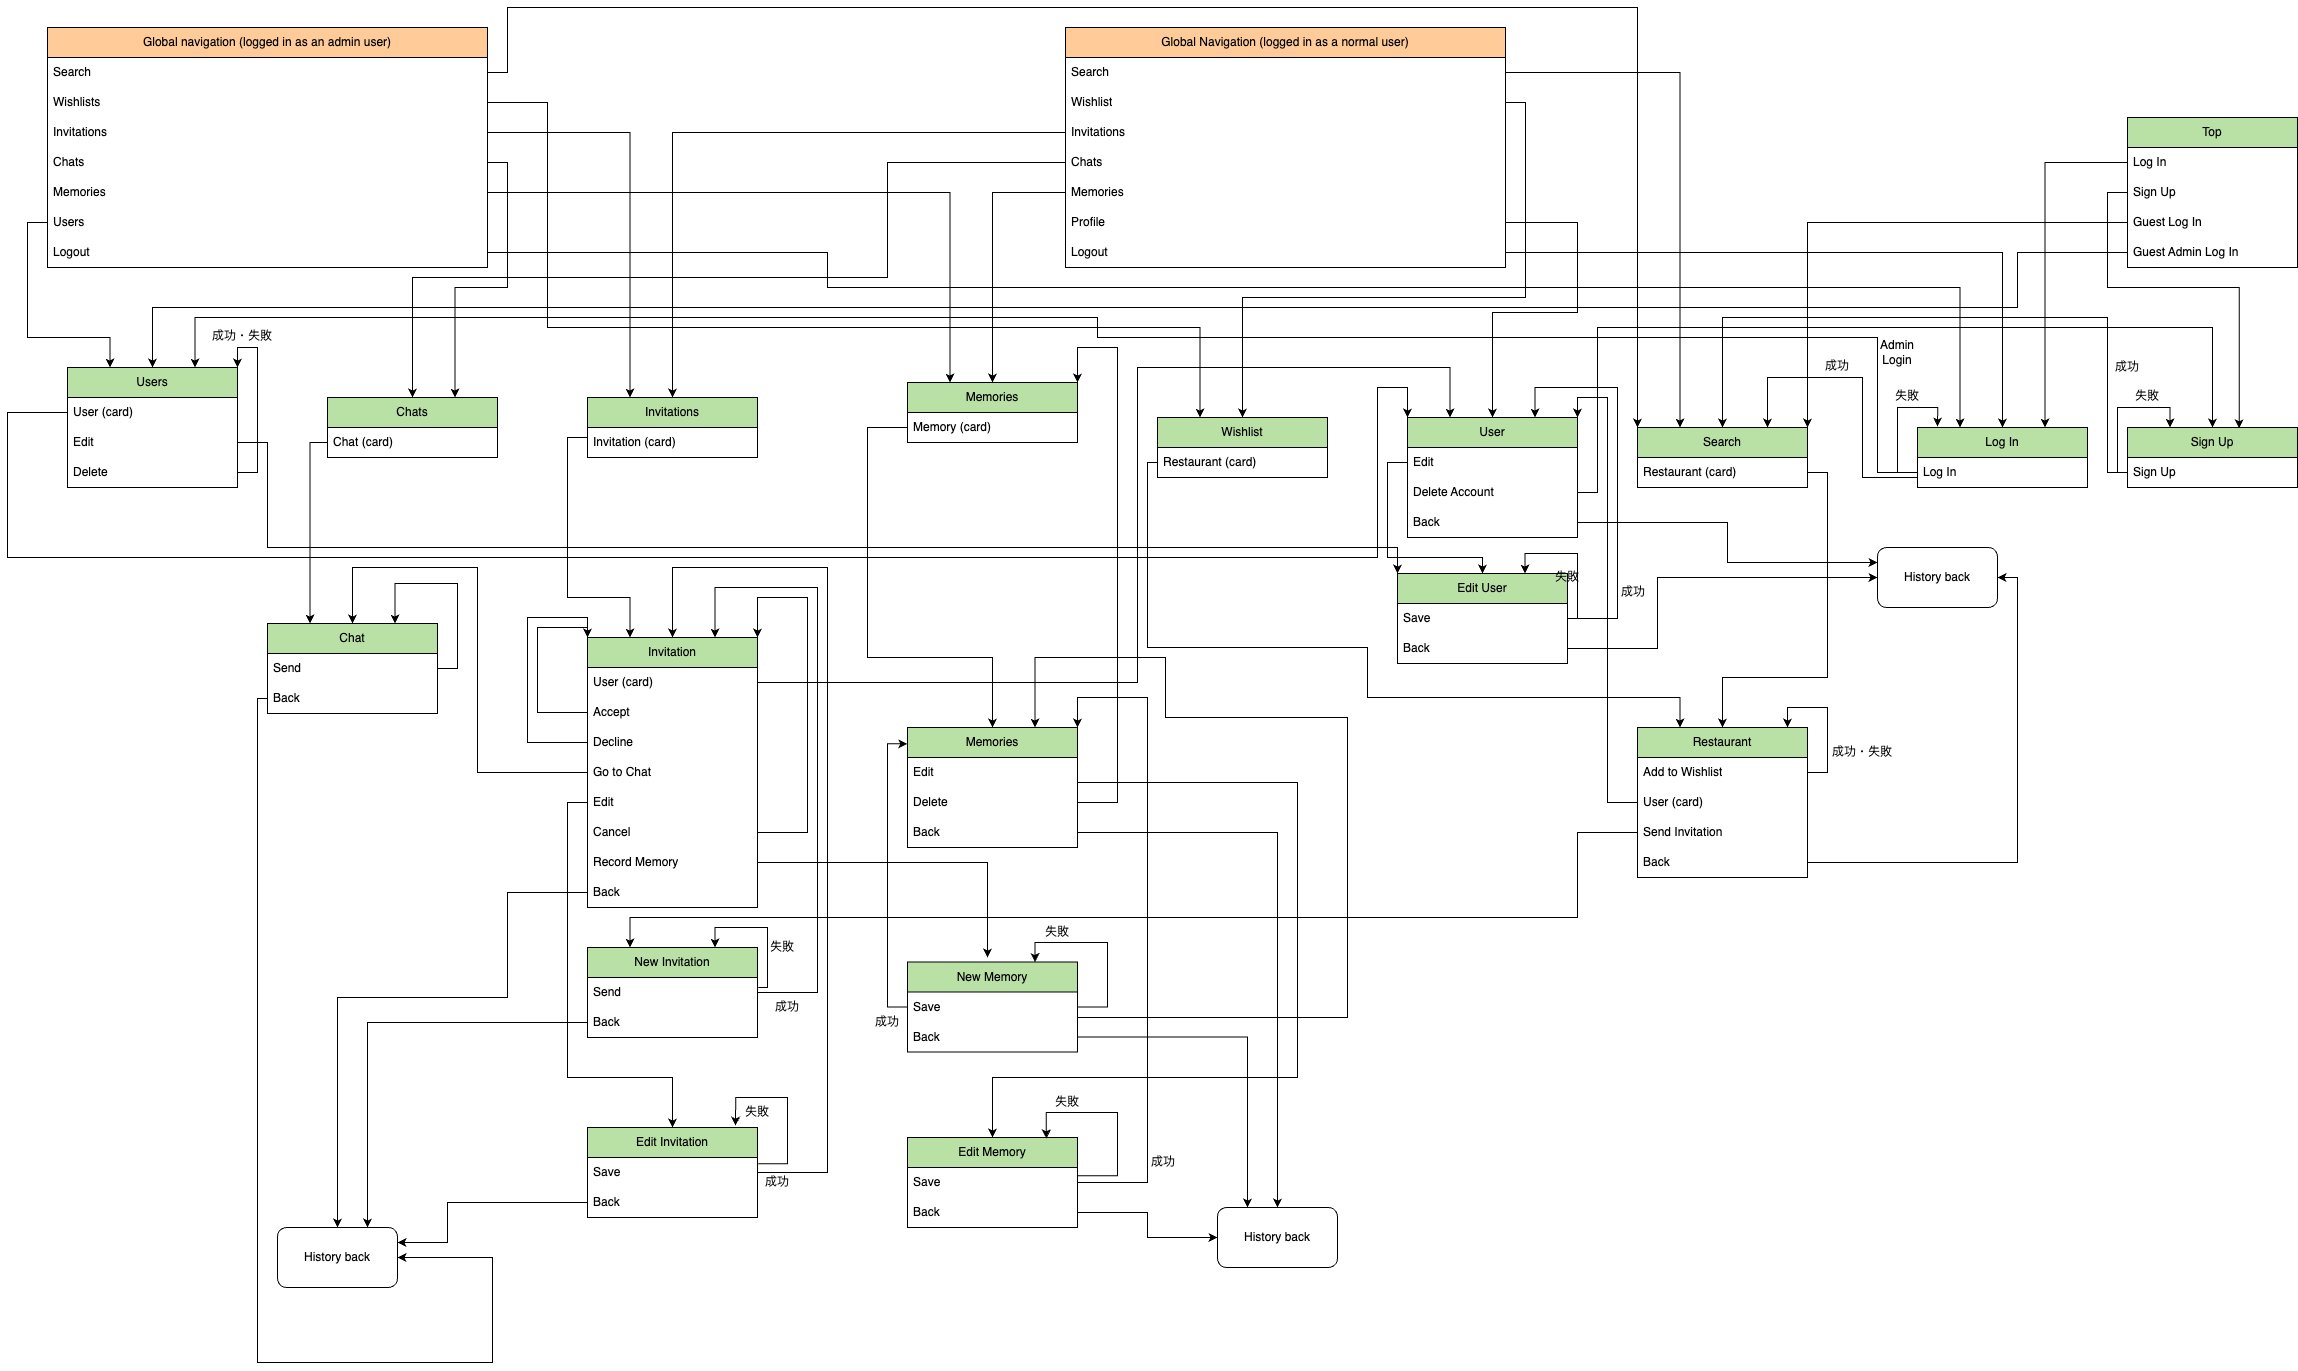 Global navigation (logged in as an admin user)
Search
Wishlists
Invitations
Chats
Memories
Users
Logout
Global Navigation (logged in as a normal user)
Search
Wishlist
Invitations
Chats
Memories
Profile
Logout
Top
Log In
Sign Up
Guest Log In
Guest Admin Log In
成功・失敗
Users
User (card)
Edit
Delete
Chats
Chat (card)
Invitations
Invitation (card)
Memories
Memory (card)
Wishlist
Restaurant (card)
User
Edit
Delete Account
Back
成功
Admin
Login
Search
Restaurant (card)
失敗
Log In
Log In
成功
失敗
Sign Up
Sign Up
失敗
成功
Edit User
Save
Back
History back
Chat
Send
Back
Invitation
User (card)
Accept
Decline
Go to Chat
Edit
Cancel
Record Memory
Back
Memories
Edit
Delete
Back
Restaurant
Add to Wishlist
User (card)
Send Invitation
Back
成功・失敗
失敗
New Invitation
Send
Back
成功
失敗
New Memory
Save
Back
成功
失敗
Edit Invitation
Save
Back
成功
失敗
Edit Memory
Save
Back
成功
History back
History back